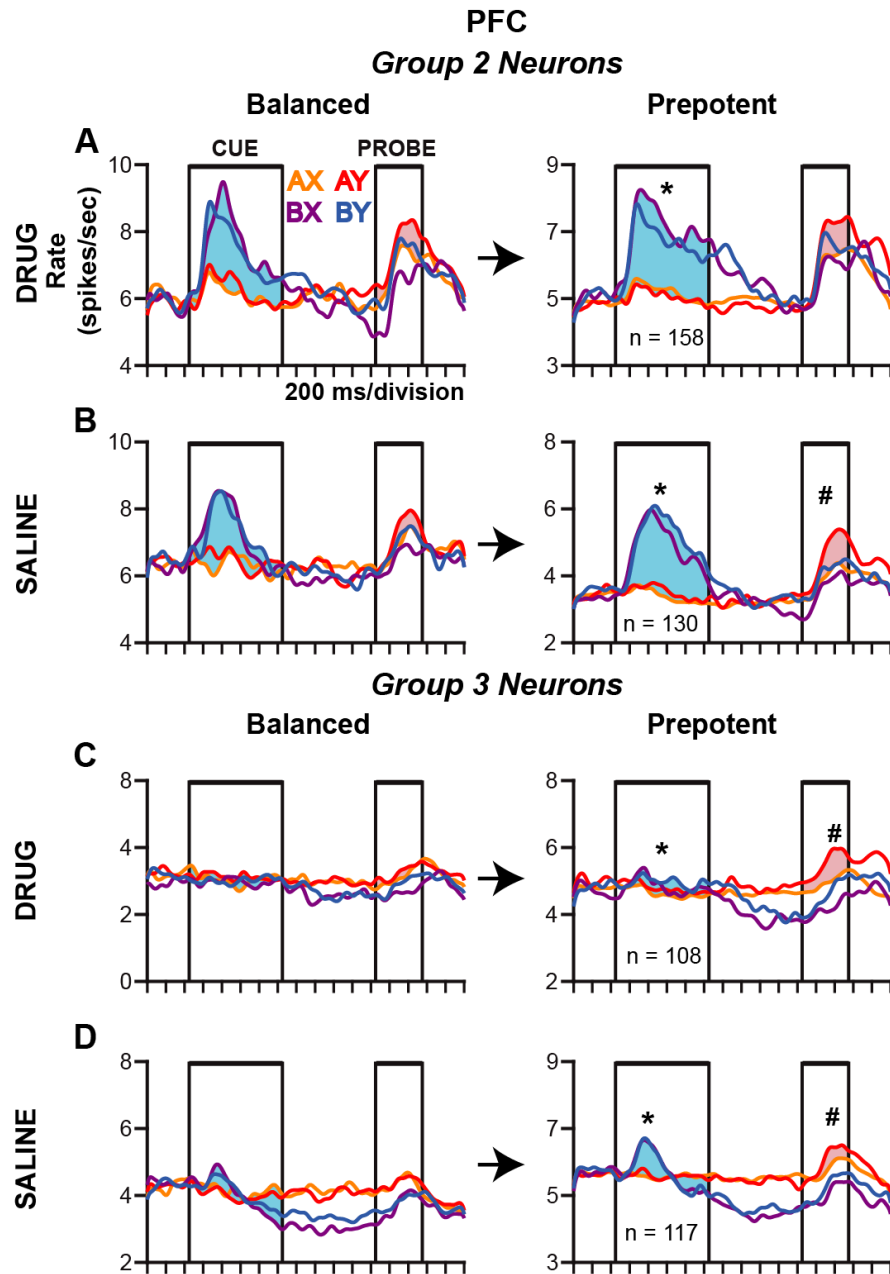 PFC
Group 2 Neurons
Balanced
Prepotent
A
CUE
PROBE
AX AY
BX BY
DRUG
Rate
(spikes/sec)
10
8
6
4
200 ms/division
9
7
5
3
*
n = 158
B
SALINE
10
8
6
4
8
6
4
2
*
#
n = 130
Group 3 Neurons
Balanced
Prepotent
C
DRUG
8
4
2
0
8
6
4
2
*
#
n = 108
D
SALINE
8
6
4
2
9
7
5
3
*
#
n = 117